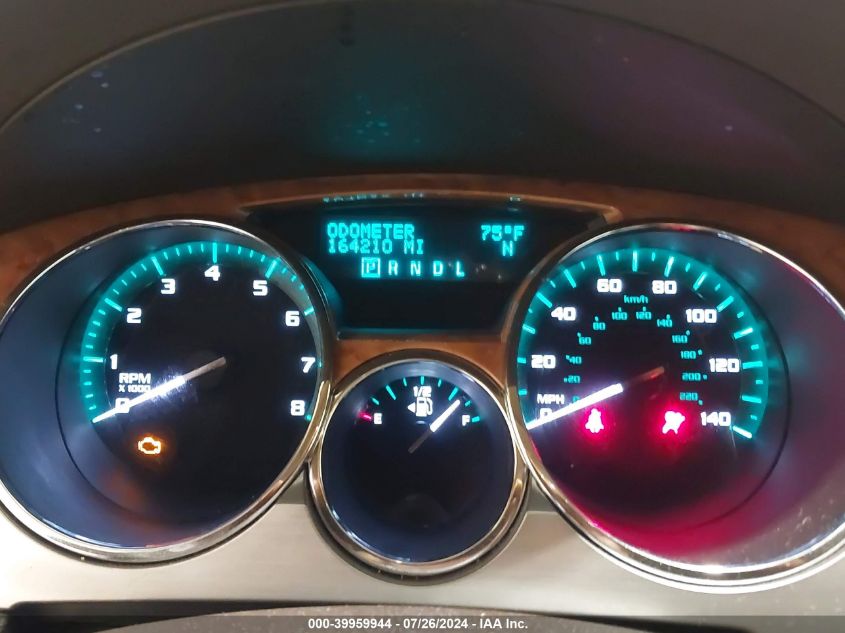 ODOMETER 75°F
164210 MI N
P R N D L
0 1 2 3 4 5 6 7 8
RPM
X 1000
1/2
E F
0 20 40 60 80 100 120 140
MPH
km/h
0 20 40 60 80 100 120 140 160 180 200 220
000-39959944 / 07/26/2024 - IAA Inc.